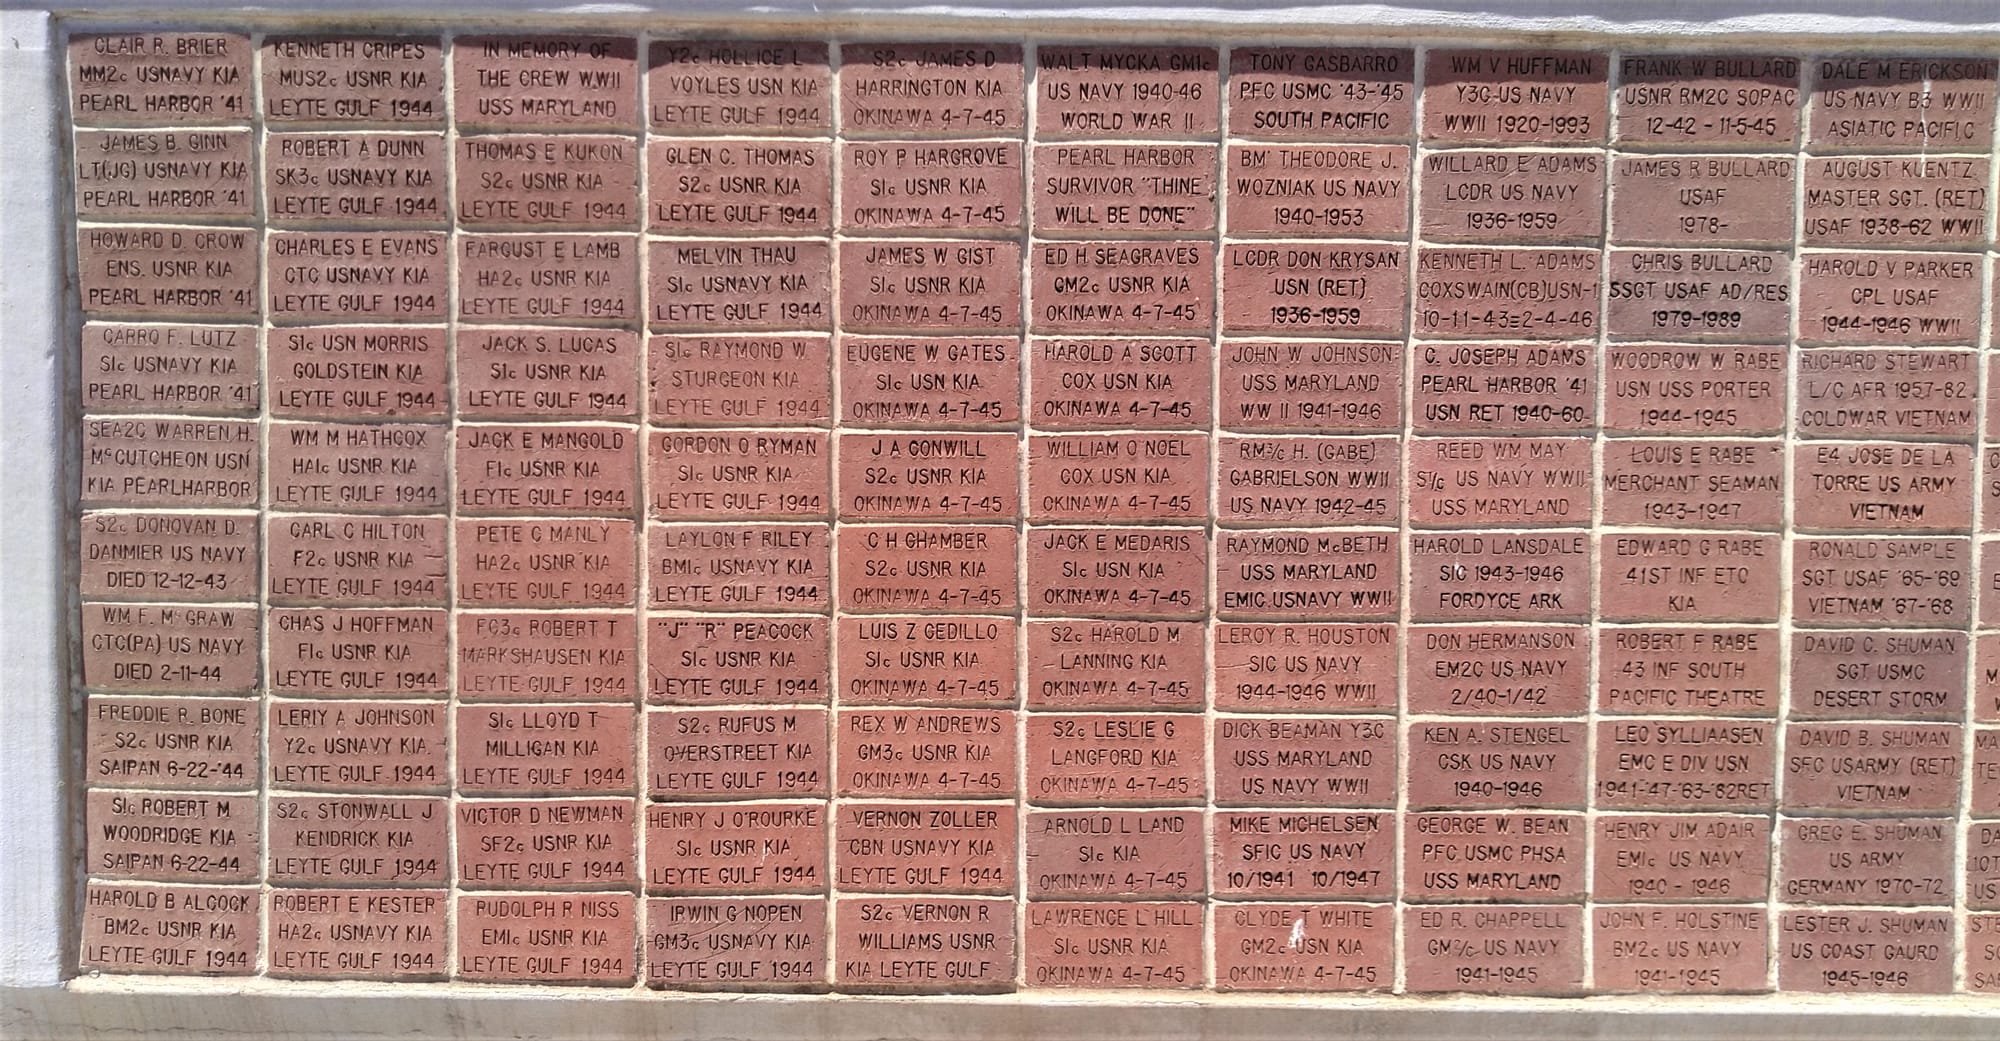 CLAIR R. BRIER
MM2c USNAVY KIA
PEARL HARBOR '41
KENNETH CRIPES
MUS2c USNR KIA
LEYTE GULF 1944
IN MEMORY OF
THE CREW WWII
USS MARYLAND
Y2c HOLLICE L
VOYLES USN KIA
LEYTE GULF 1944
S2c JAMES D
HARRINGTON KIA
OKINAWA 4-7-45
WALT MYCKA GM1c
US NAVY 1940-46
WORLD WAR II
TONY GASBARRO
PFC USMC '43-'45
SOUTH PACIFIC
WM V HUFFMAN
Y3C US NAVY
WWII 1920-1993
FRANK W BULLARD
USNR RM2C SOPAC
12-42 - 11-5-45
DALE M ERICKSON
US NAVY B3 WWII
ASIATIC PACIFIC
JAMES B. GINN
LT(JG) USNAVY KIA
PEARL HARBOR '41
ROBERT A DUNN
SK3c USNAVY KIA
LEYTE GULF 1944
THOMAS E KUKON
S2c USNR KIA
LEYTE GULF 1944
GLEN C. THOMAS
S2c USNR KIA
LEYTE GULF 1944
ROY P HARGROVE
S1c USNR KIA
OKINAWA 4-7-45
PEARL HARBOR
SURVIVOR "THINE
WILL BE DONE"
BM' THEODORE J.
WOZNIAK US NAVY
1940-1953
WILLARD E ADAMS
LCDR US NAVY
1936-1959
JAMES R BULLARD
USAF
1978-
AUGUST KUENTZ
MASTER SGT. (RET)
USAF 1938-62 WWII
HOWARD D. CROW
ENS. USNR KIA
PEARL HARBOR '41
CHARLES E EVANS
CTC USNAVY KIA
LEYTE GULF 1944
FARGUST E LAMB
HA2c USNR KIA
LEYTE GULF 1944
MELVIN THAU
S1c USNAVY KIA
LEYTE GULF 1944
JAMES W GIST
S1c USNR KIA
OKINAWA 4-7-45
ED H SEAGRAVES
GM2c USNR KIA
OKINAWA 4-7-45
LCDR DON KRYSAN
USN (RET)
1936-1959
KENNETH L. ADAMS
COXSWAIN(CB)USN-1
10-11-43=2-4-46
CHRIS BULLARD
SSGT USAF AD/RES
1979-1989
HAROLD V PARKER
CPL USAF
1944-1946 WWII
CARRO F. LUTZ
S1c USNAVY KIA
PEARL HARBOR '41
S1c USN MORRIS
GOLDSTEIN KIA
LEYTE GULF 1944
JACK S. LUCAS
S1c USNR KIA
LEYTE GULF 1944
S1c RAYMOND W
STURGEON KIA
LEYTE GULF 1944
EUGENE W GATES
S1c USN KIA
OKINAWA 4-7-45
HAROLD A SCOTT
COX USN KIA
OKINAWA 4-7-45
JOHN W JOHNSON
USS MARYLAND
WW II 1941-1946
C. JOSEPH ADAMS
PEARL HARBOR '41
USN RET 1940-60
WOODROW W RABE
USN USS PORTER
1944-1945
RICHARD STEWART
L/C AFR 1957-82
COLDWAR VIETNAM
SEA2C WARREN H.
McCUTCHEON USN
KIA PEARLHARBOR
WM M HATHCOX
HA1c USNR KIA
LEYTE GULF 1944
JACK E MANGOLD
F1c USNR KIA
LEYTE GULF 1944
GORDON O RYMAN
S1c USNR KIA
LEYTE GULF 1944
J A CONWILL
S2c USNR KIA
OKINAWA 4-7-45
WILLIAM O NOEL
COX USN KIA
OKINAWA 4-7-45
RM3/c H. (GABE)
GABRIELSON WWII
US NAVY 1942-45
REED WM MAY
S1/c US NAVY WWII
USS MARYLAND
LOUIS E RABE
MERCHANT SEAMAN
1943-1947
E4 JOSE DE LA
TORRE US ARMY
VIETNAM
S2c DONOVAN D.
DANMIER US NAVY
DIED 12-12-43
CARL C HILTON
F2c USNR KIA
LEYTE GULF 1944
PETE C MANLY
HA2c USNR KIA
LEYTE GULF 1944
LAYLON F RILEY
BM1c USNAVY KIA
LEYTE GULF 1944
C H CHAMBER
S2c USNR KIA
OKINAWA 4-7-45
JACK E MEDARIS
S1c USN KIA
OKINAWA 4-7-45
RAYMOND McBETH
USS MARYLAND
EM1C.USNAVY WWII
HAROLD LANSDALE
S1C 1943-1946
FORDYCE ARK
EDWARD G RABE
41ST INF ETO
KIA
RONALD SAMPLE
SGT USAF '65-'69
VIETNAM '67-'68
WM F. McGRAW
CTC(PA) US NAVY
DIED 2-11-44
CHAS J HOFFMAN
F1c USNR KIA
LEYTE GULF 1944
FC3c ROBERT T
MARKSHAUSEN KIA
LEYTE GULF 1944
"J" "R" PEACOCK
S1c USNR KIA
LEYTE GULF 1944
LUIS Z CEDILLO
S1c USNR KIA
OKINAWA 4-7-45
S2c HAROLD M
LANNING KIA
OKINAWA 4-7-45
LEROY R. HOUSTON
S1C US NAVY
1944-1946 WWII
DON HERMANSON
EM2C US NAVY
2/40-1/42
ROBERT F RABE
43 INF SOUTH
PACIFIC THEATRE
DAVID C. SHUMAN
SGT USMC
DESERT STORM
FREDDIE R. BONE
S2c USNR KIA
SAIPAN 6-22-'44
LERIY A JOHNSON
Y2c USNAVY KIA
LEYTE GULF 1944
S1c LLOYD T
MILLIGAN KIA
LEYTE GULF 1944
S2c RUFUS M
OVERSTREET KIA
LEYTE GULF 1944
REX W ANDREWS
GM3c USNR KIA
OKINAWA 4-7-45
S2c LESLIE G
LANGFORD KIA
OKINAWA 4-7-45
DICK BEAMAN Y3C
USS MARYLAND
US NAVY WWII
KEN A. STENGEL
CSK US NAVY
1940-1946
LEO SYLLIAASEN
EMC E DIV USN
1941-'47-'63-'82RET
DAVID B. SHUMAN
SFC USARMY (RET)
VIETNAM
S1c ROBERT M
WOODRIDGE KIA
SAIPAN 6-22-44
S2c STONWALL J
KENDRICK KIA
LEYTE GULF 1944
VICTOR D NEWMAN
SF2c USNR KIA
LEYTE GULF 1944
HENRY J O'ROURKE
S1c USNR KIA
LEYTE GULF 1944
VERNON ZOLLER
CBN USNAVY KIA
LEYTE GULF 1944
ARNOLD L LAND
S1c KIA
OKINAWA 4-7-45
MIKE MICHELSEN
SF1C US NAVY
10/1941 10/1947
GEORGE W. BEAN
PFC USMC PHSA
USS MARYLAND
HENRY JIM ADAIR
EM1c US NAVY
1940 - 1946
GREG E. SHUMAN
US ARMY
GERMANY 1970-72
HAROLD B ALCOCK
BM2c USNR KIA
LEYTE GULF 1944
ROBERT E KESTER
HA2c USNAVY KIA
LEYTE GULF 1944
RUDOLPH R NISS
EM1c USNR KIA
LEYTE GULF 1944
IRWIN G NOPEN
GM3c USNAVY KIA
LEYTE GULF 1944
S2c VERNON R
WILLIAMS USNR
KIA LEYTE GULF
LAWRENCE L HILL
S1c USNR KIA
OKINAWA 4-7-45
CLYDE T WHITE
GM2c USN KIA
OKINAWA 4-7-45
ED R. CHAPPELL
GM2/c US NAVY
1941-1945
JOHN F. HOLSTINE
BM2c US NAVY
1941-1945
LESTER J. SHUMAN
US COAST GAURD
1945-1946